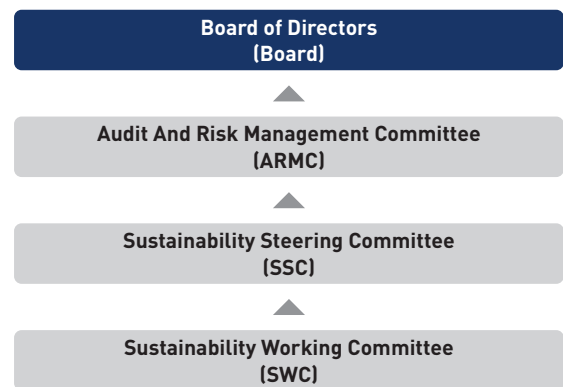 Board of Directors
(Board)
Audit And Risk Management Committee
(ARMC)
Sustainability Steering Committee
(SSC)
Sustainability Working Committee
(SWC)